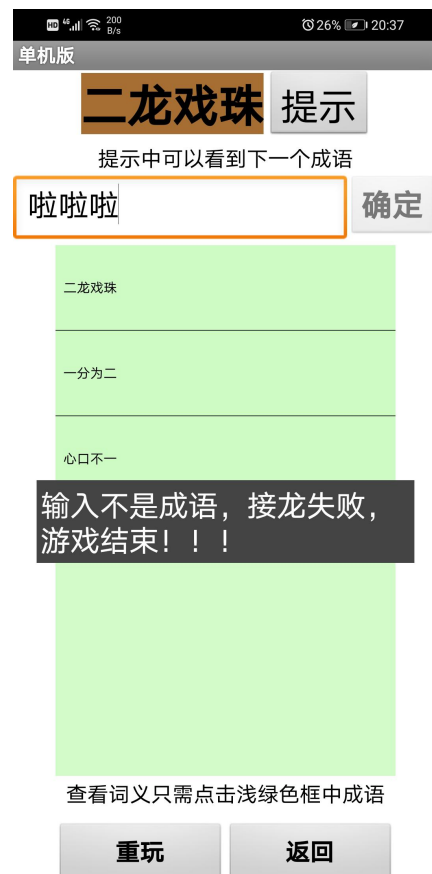 HD 46 200 B/s 26% 20:37
单机版
二龙戏珠 提示
提示中可以看到下一个成语
啦啦啦 确定
二龙戏珠
一分为二
心口不一
输入不是成语，接龙失败，
游戏结束！！！
查看词义只需点击浅绿色框中成语
重玩 返回